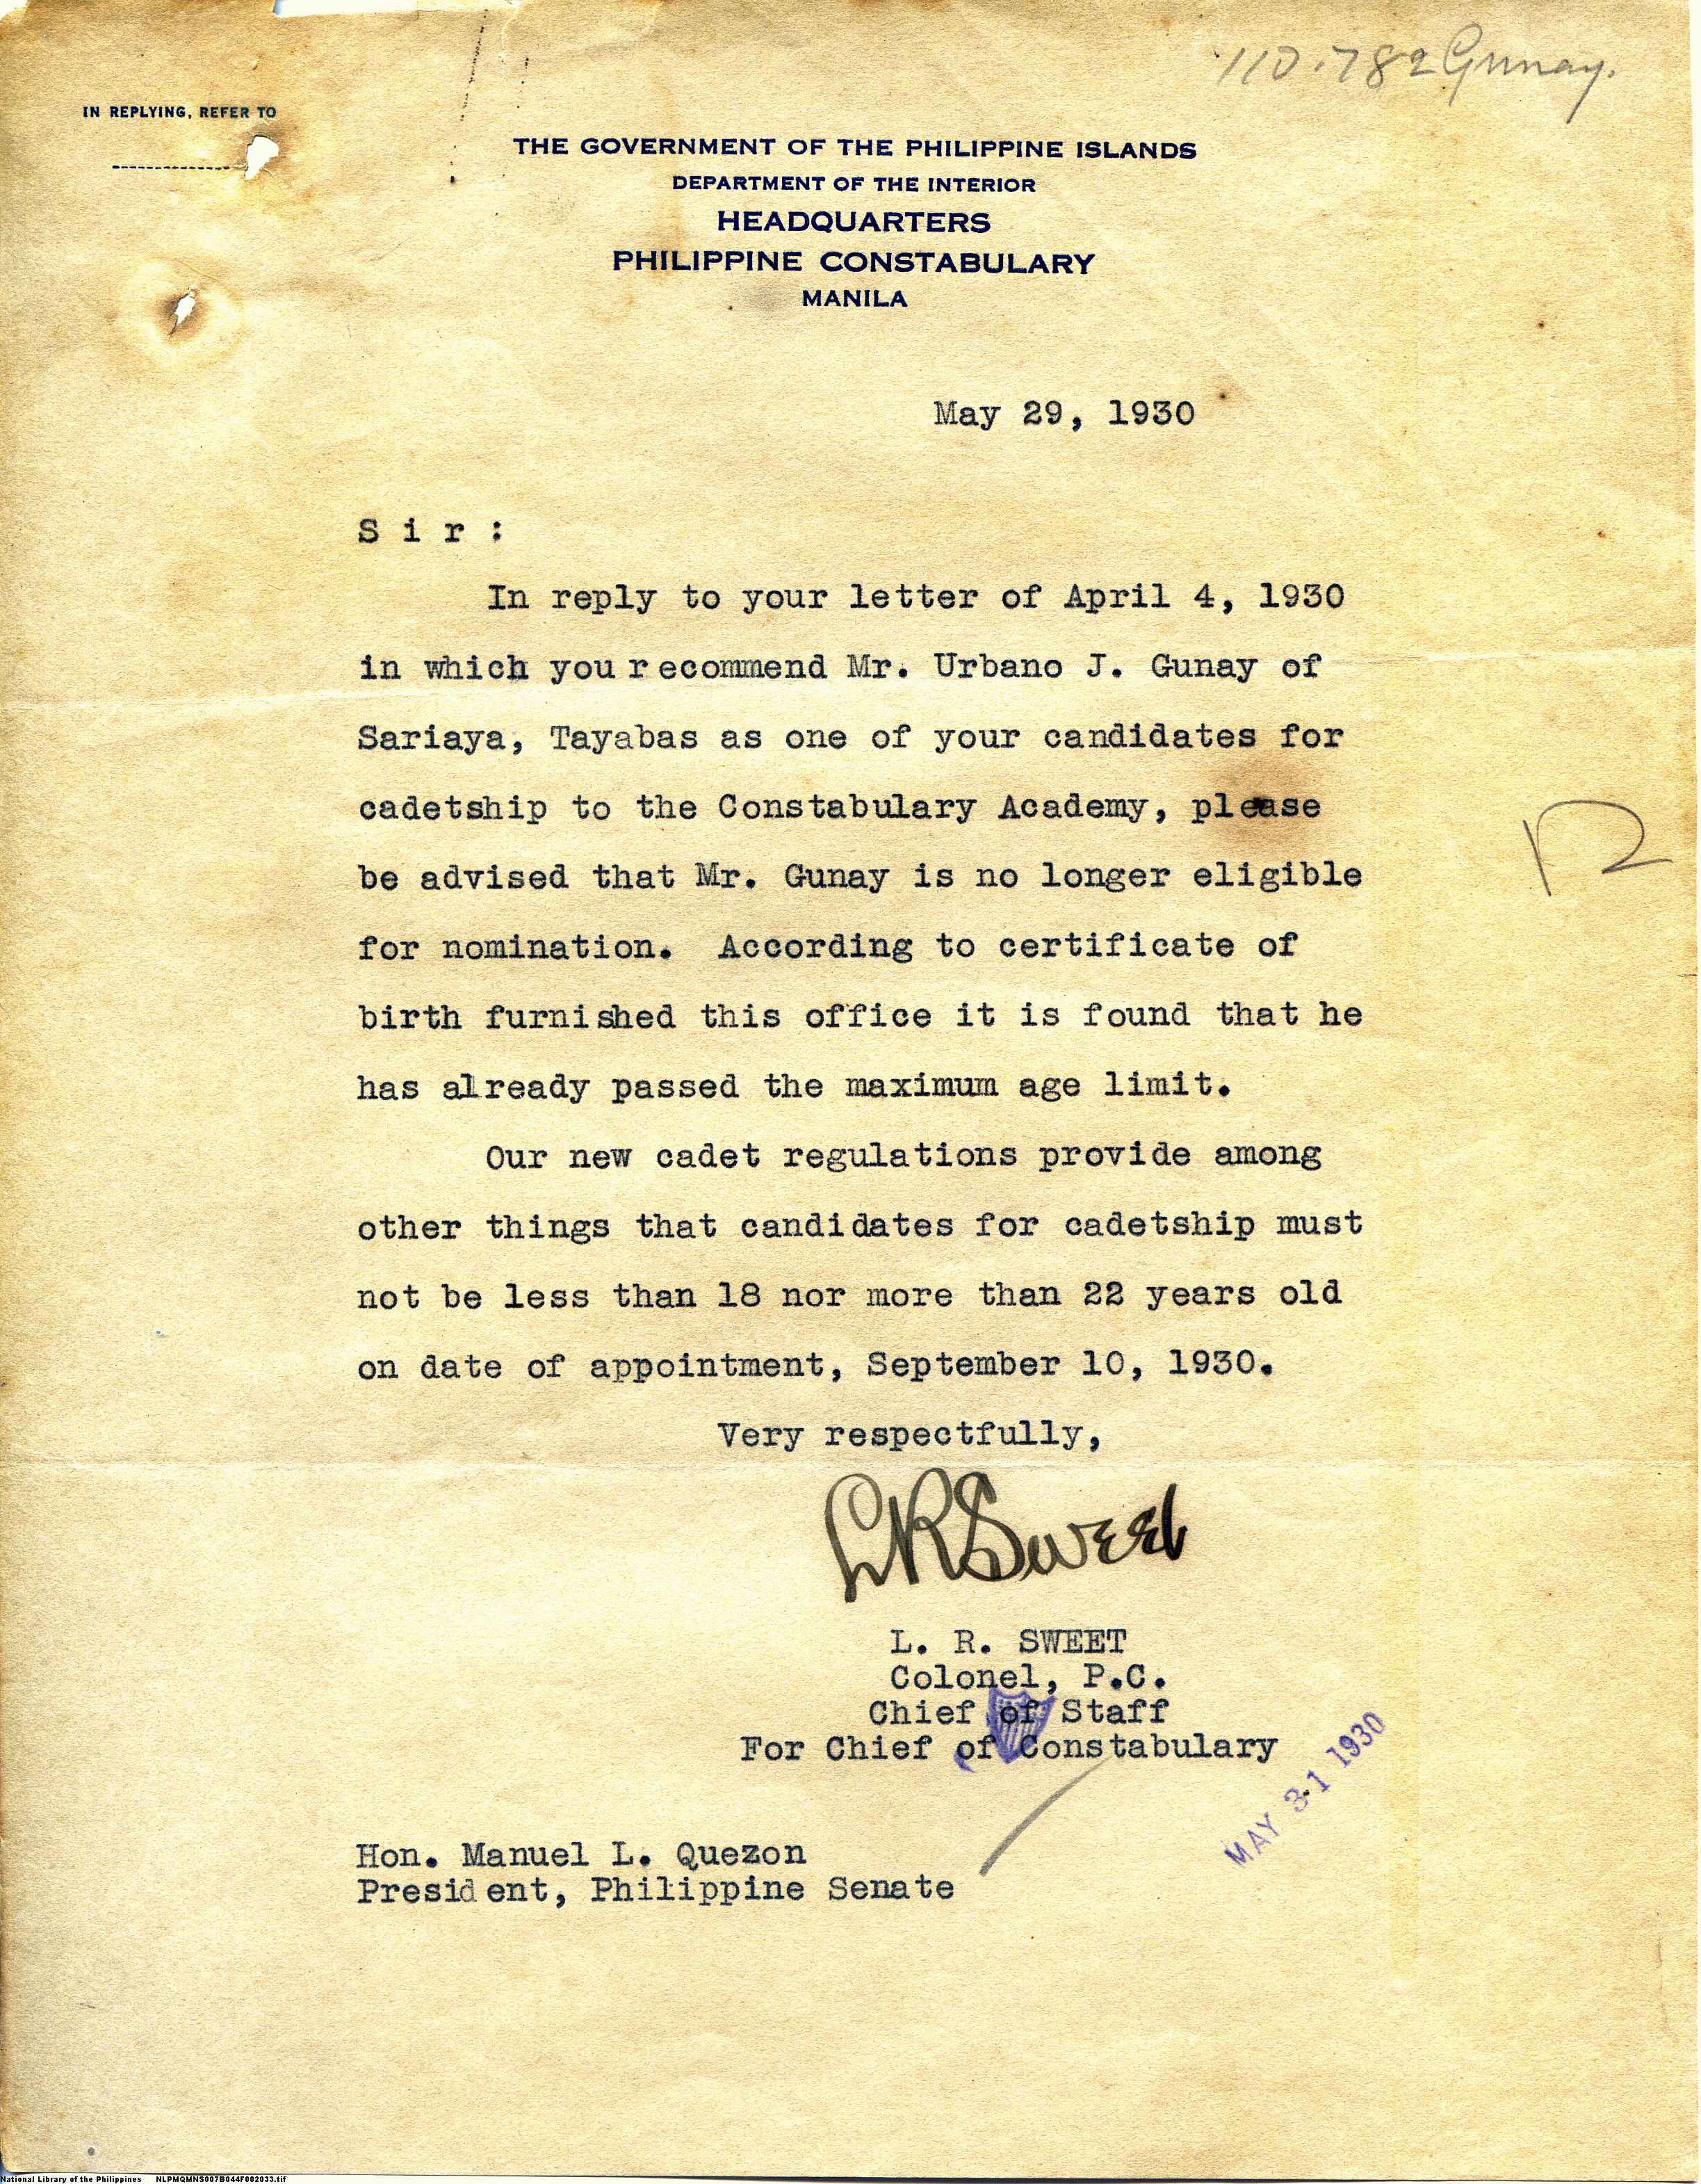 110.782 Gunay.
IN REPLYING, REFER TO
THE GOVERNMENT OF THE PHILIPPINE ISLANDS
DEPARTMENT OF THE INTERIOR
HEADQUARTERS
PHILIPPINE CONSTABULARY
MANILA
May 29, 1930
S i r :
In reply to your letter of April 4, 1930
in which you recommend Mr. Urbano J. Gunay of
Sariaya, Tayabas as one of your candidates for
cadetship to the Constabulary Academy, please
be advised that Mr. Gunay is no longer eligible
for nomination. According to certificate of
birth furnished this office it is found that he
has already passed the maximum age limit.
Our new cadet regulations provide among
other things that candidates for cadetship must
not be less than 18 nor more than 22 years old
on date of appointment, September 10, 1930.
Very respectfully,
LRSweet
L. R. SWEET
Colonel, P.C.
Chief of Staff
For Chief of Constabulary
MAY 31 1930
Hon. Manuel L. Quezon
President, Philippine Senate
National Library of the Philippines NLPMQMNS007B044F002033.tif